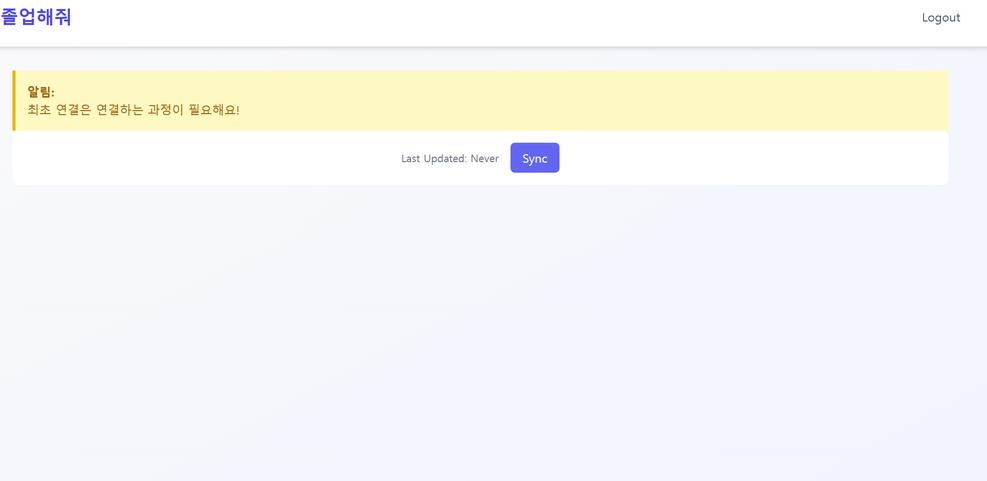 졸업해줘
Logout
알림:
최초 연결은 연결하는 과정이 필요해요!
Last Updated: Never
Sync